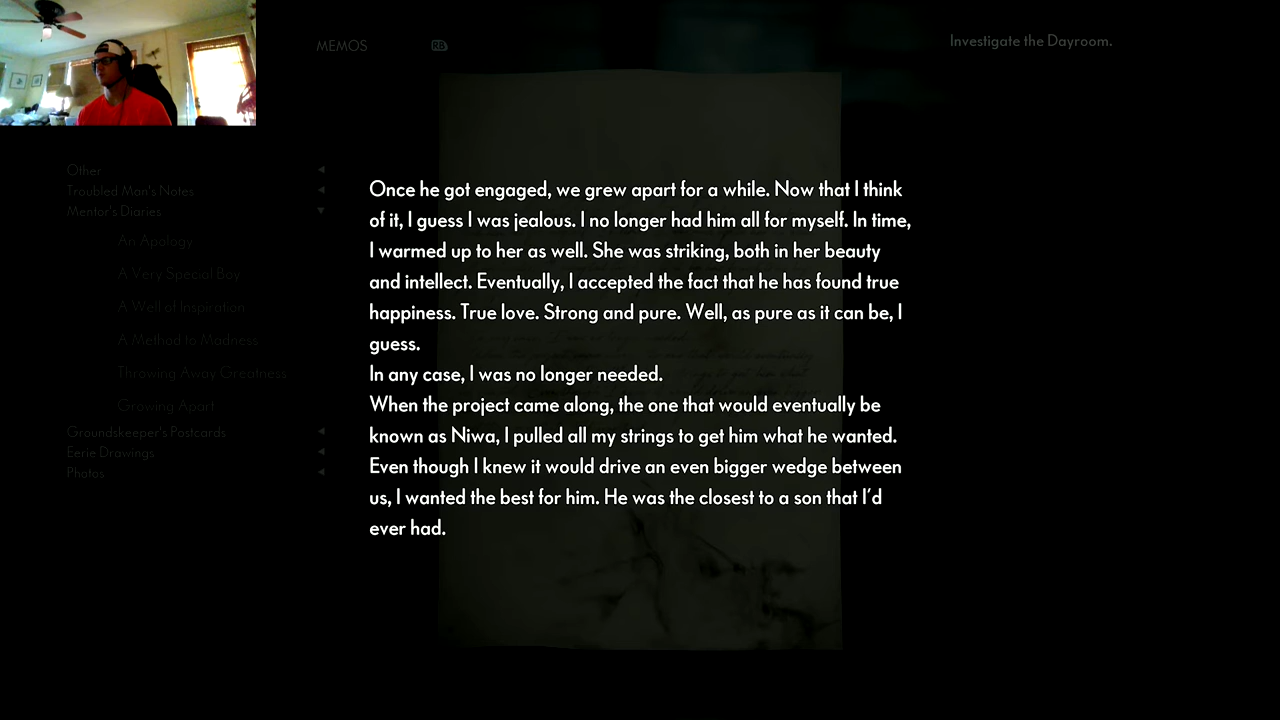 MEMOS
RB
Investigate the Dayroom.
Other
Troubled Man's Notes
Mentor's Diaries
An Apology
A Very Special Boy
A Well of Inspiration
A Method to Madness
Throwing Away Greatness
Growing Apart
Groundskeeper's Postcards
Eerie Drawings
Photos
Once he got engaged, we grew apart for a while. Now that I think
of it, I guess I was jealous. I no longer had him all for myself. In time,
I warmed up to her as well. She was striking, both in her beauty
and intellect. Eventually, I accepted the fact that he has found true
happiness. True love. Strong and pure. Well, as pure as it can be, I
guess.
In any case, I was no longer needed.
When the project came along, the one that would eventually be
known as Niwa, I pulled all my strings to get him what he wanted.
Even though I knew it would drive an even bigger wedge between
us, I wanted the best for him. He was the closest to a son that I'd
ever had.